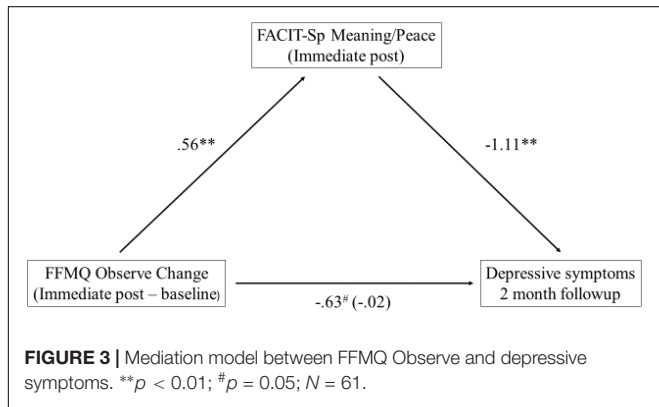 FACIT-Sp Meaning/Peace
(Immediate post)
.56**
-1.11**
FFMQ Observe Change
(Immediate post – baseline)
Depressive symptoms
2 month followup
-.63# (-.02)
FIGURE 3 | Mediation model between FFMQ Observe and depressive
symptoms. **p < 0.01; #p = 0.05; N = 61.